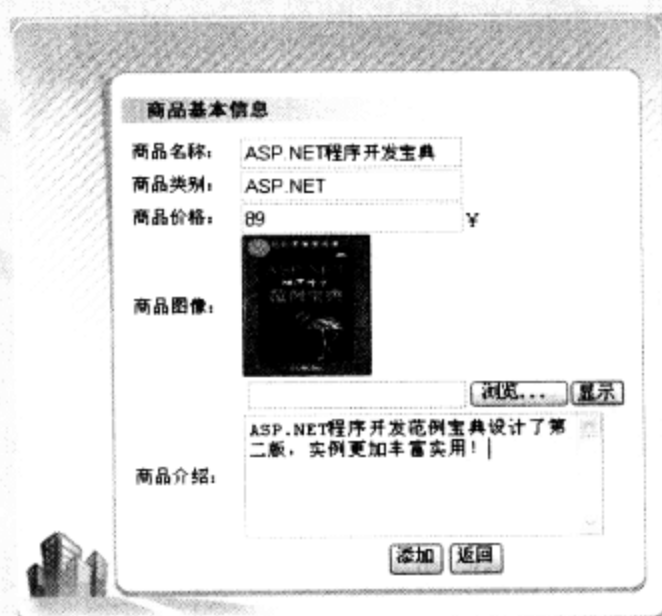 商品基本信息
商品名称： ASP.NET程序开发宝典
商品类别： ASP.NET
商品价格： 89 ¥
商品图像：
浏览... 显示
ASP.NET程序开发范例宝典设计了第
二版，实例更加丰富实用！
商品介绍：
添加 返回